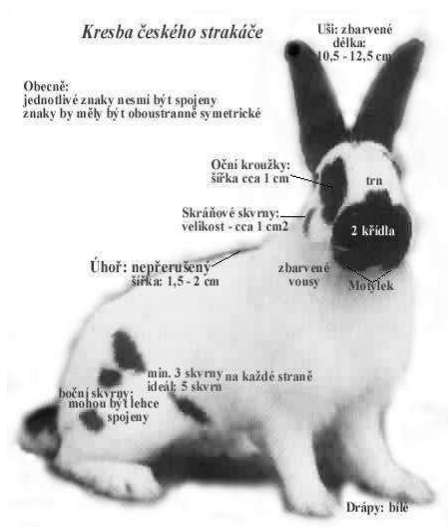 Kresba českého strakáče
Uši: zbarvené
délka:
10,5 - 12,5 cm
Obecně:
jednotlivé znaky nesmí být spojeny
znaky by měly být oboustranně symetrické
Oční kroužky:
šířka cca 1 cm
trn
Skráňové skvrny:
velikost - cca 1 cm2
2 křídla
Úhoř: nepřerušený
šířka: 1,5 - 2 cm
zbarvené
vousy
Motýlek
min. 3 skvrny
ideál: 5 skvrn
na každé straně
boční skvrny:
mohou být lehce
spojeny
Drápy: bílé